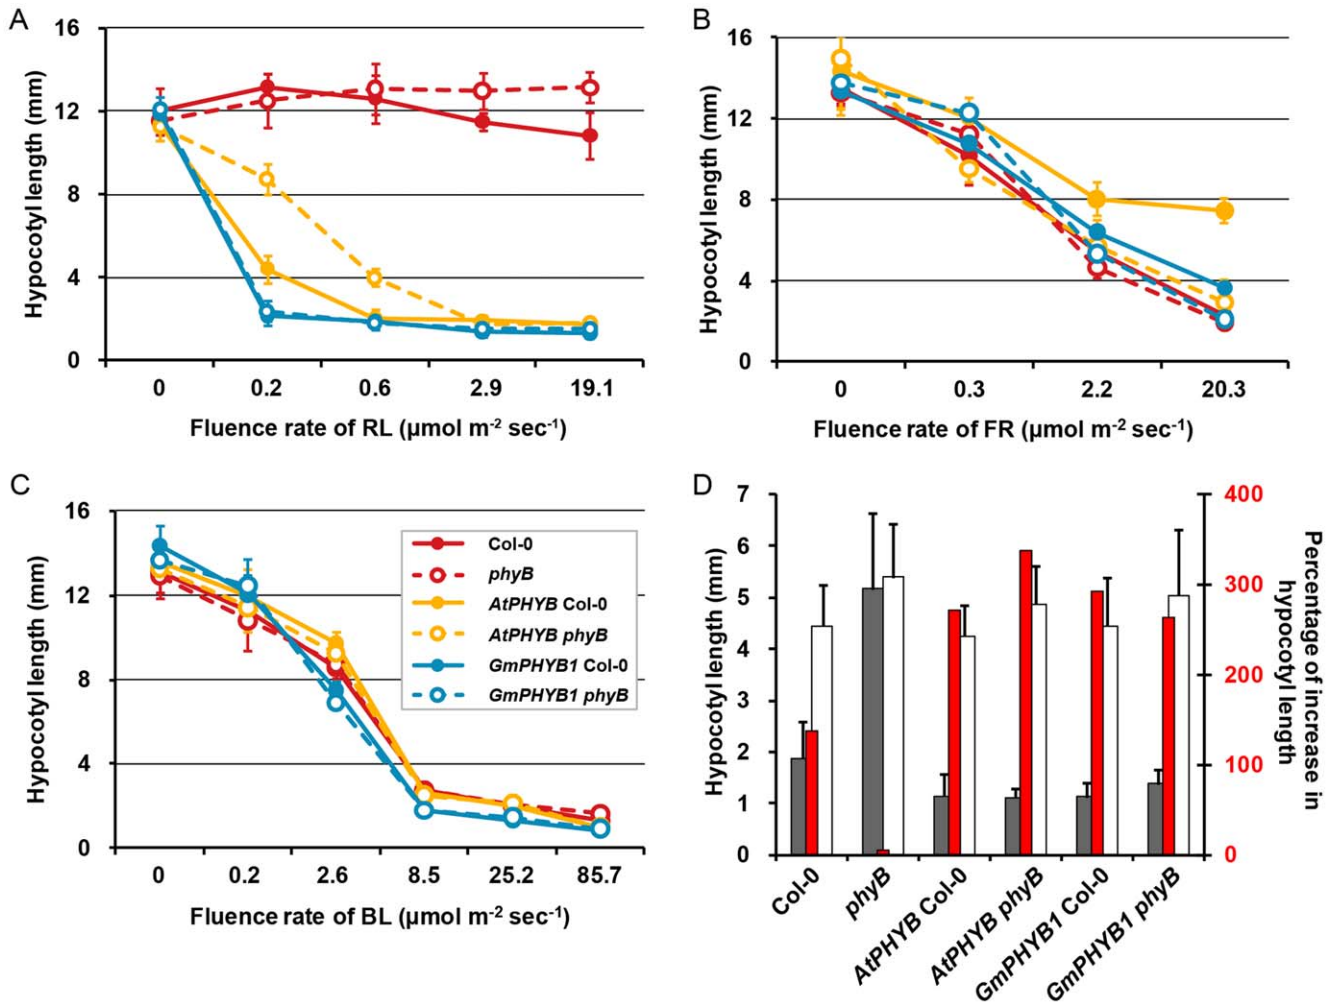 A
16
12
8
4
0
Hypocotyl length (mm)
0 0.2 0.6 2.9 19.1
Fluence rate of RL (μmol m-2 sec-1)
B
16
12
8
4
0
Hypocotyl length (mm)
0 0.3 2.2 20.3
Fluence rate of FR (μmol m-2 sec-1)
C
16
12
8
4
0
Hypocotyl length (mm)
Col-0
phyB
AtPHYB Col-0
AtPHYB phyB
GmPHYB1 Col-0
GmPHYB1 phyB
0 0.2 2.6 8.5 25.2 85.7
Fluence rate of BL (μmol m-2 sec-1)
D
7
6
5
4
3
2
1
0
Hypocotyl length (mm)
400
300
200
100
0
Percentage of increase in
hypocotyl length
Col-0
phyB
AtPHYB Col-0
AtPHYB phyB
GmPHYB1 Col-0
GmPHYB1 phyB